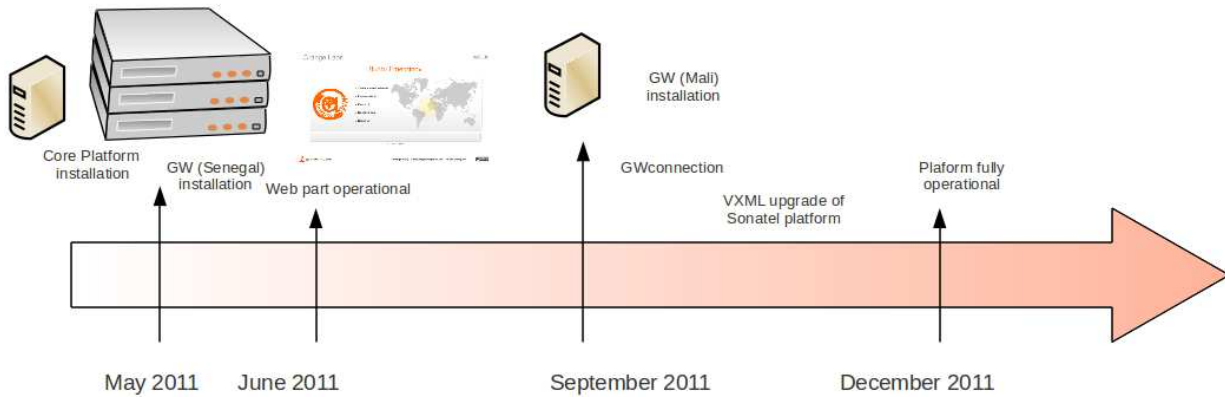 Core Platform
installation
GW (Senegal)
installation
Web part operational
GW (Mali)
installation
GWconnection
VXML upgrade of
Sonatel platform
Plaform fully
operational
May 2011
June 2011
September 2011
December 2011